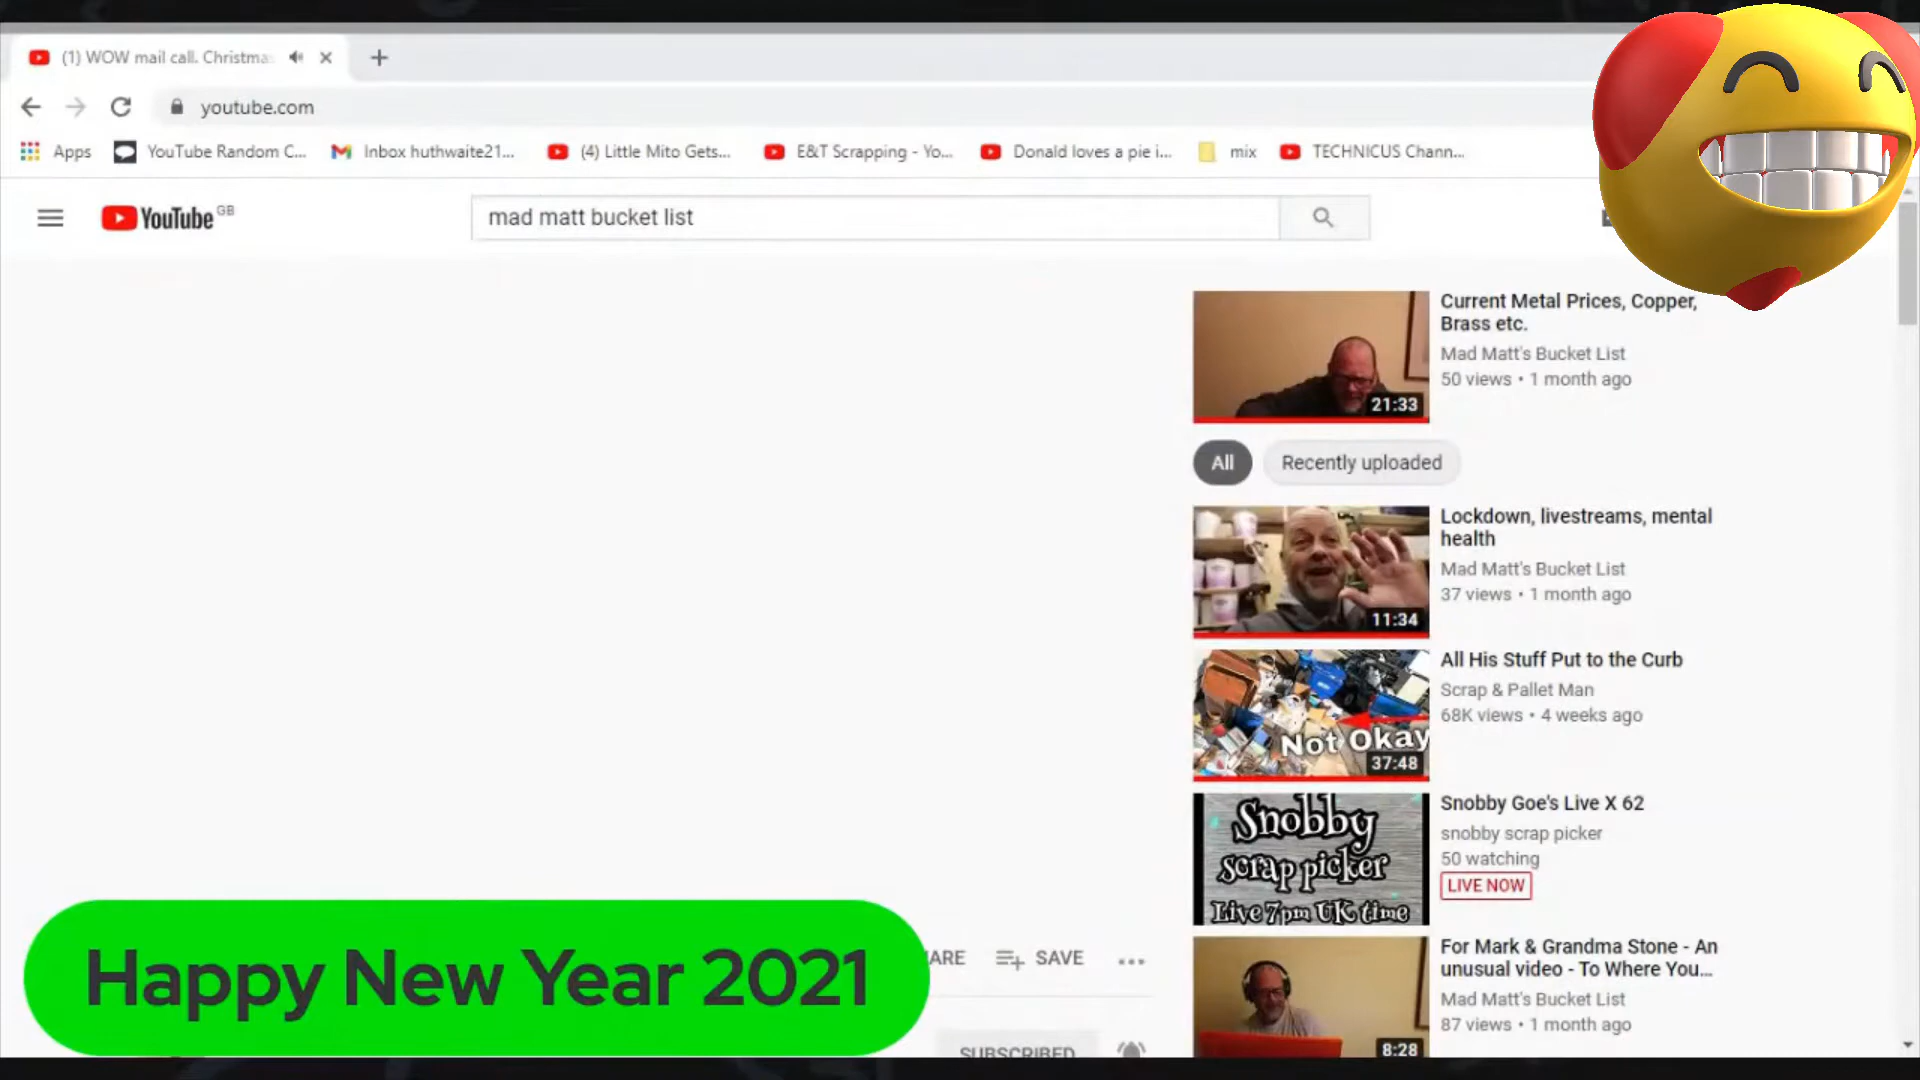 (1) WOW mail call. Christma
youtube.com
Apps
YouTube Random C...
Inbox huthwaite21...
(4) Little Mito Gets...
E&T Scrapping - Yo...
Donald loves a pie i...
mix
TECHNICUS Chann...
YouTube GB
mad matt bucket list
Current Metal Prices, Copper,
Brass etc.
Mad Matt's Bucket List
50 views • 1 month ago
21:33
All
Recently uploaded
Lockdown, livestreams, mental
health
Mad Matt's Bucket List
37 views • 1 month ago
11:34
All His Stuff Put to the Curb
Scrap & Pallet Man
68K views • 4 weeks ago
Not Okay
37:48
Snobby Goe's Live X 62
snobby scrap picker
50 watching
LIVE NOW
Snobby
scrap picker
Live 7pm UK time
For Mark & Grandma Stone - An
unusual video - To Where You...
Mad Matt's Bucket List
87 views • 1 month ago
8:28
ARE
SAVE
SUBSCRIBED
Happy New Year 2021